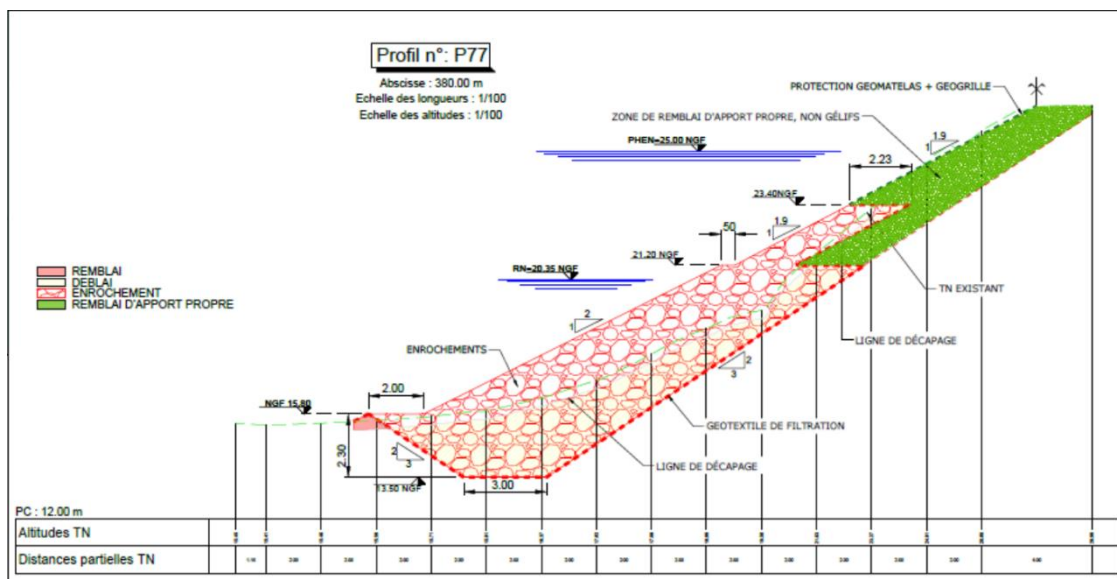 Profil n°: P77
Abscisse : 380.00 m
Echelle des longueurs : 1/100
Echelle des altitudes : 1/100
PROTECTION GEOMATELAS + GEOGRILLE
ZONE DE REMBLAI D'APPORT PROPRE, NON GÉLIFS
PHEN=25.00 NGF
1.9
1
2.23
23.40NGF
50
1.9
1
21.20 NGF
RN=20.35 NGF
REMBLAI
DEBLAI
ENROCHEMENT
REMBLAI D'APPORT PROPRE
TN EXISTANT
2
1
LIGNE DE DÉCAPAGE
ENROCHEMENTS
2
3
2.00
NGF 15.80
GEOTEXTILE DE FILTRATION
2.30
2
3
LIGNE DE DÉCAPAGE
13.50 NGF
3.00
PC : 12.00 m
Altitudes TN
Distances partielles TN